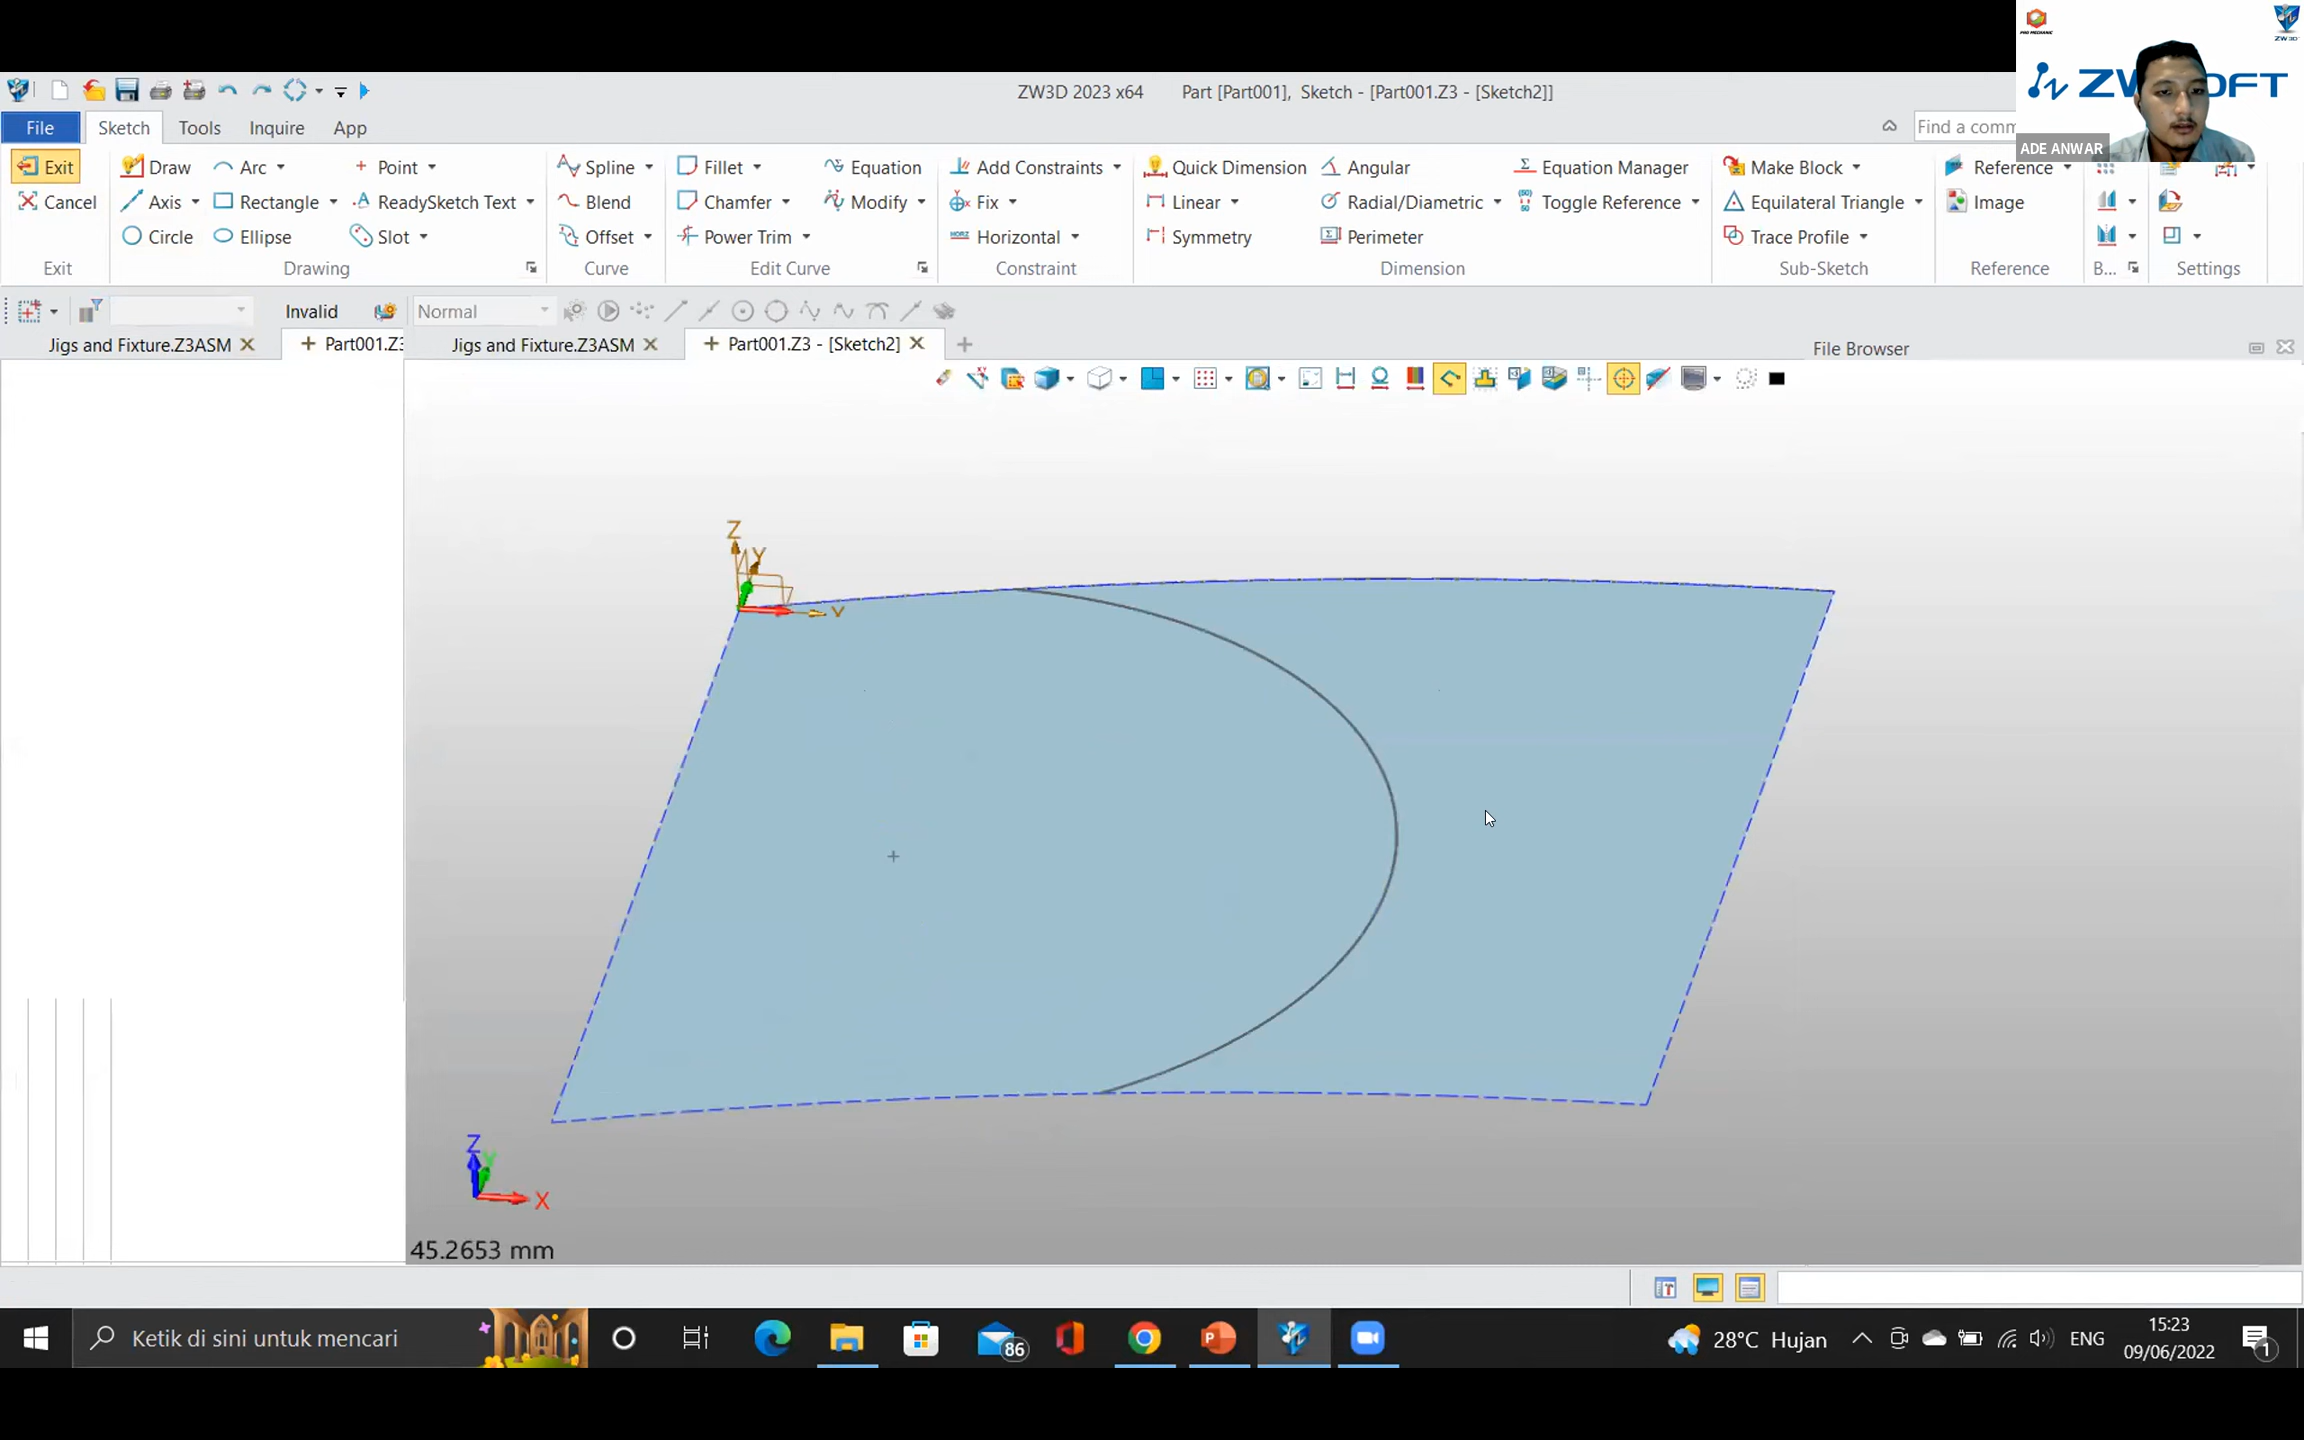 ZW3D 2023 x64 Part [Part001], Sketch - [Part001.Z3 - [Sketch2]]
ADE ANWAR
File Sketch Tools Inquire App Find a comm
Exit Draw Arc Point Spline Fillet Equation Add Constraints Quick Dimension Angular Equation Manager Make Block Reference
Cancel Axis Rectangle ReadySketch Text Blend Chamfer Modify Fix Linear Radial/Diametric Toggle Reference Equilateral Triangle Image
Circle Ellipse Slot Offset Power Trim Horizontal Symmetry Perimeter Trace Profile
Exit Drawing Curve Edit Curve Constraint Dimension Sub-Sketch Reference B... Settings
Invalid Normal
Jigs and Fixture.Z3ASM Part001.Z3 Jigs and Fixture.Z3ASM Part001.Z3 - [Sketch2] File Browser
Z
Y
Y
Z
Y
X
45.2653 mm
Ketik di sini untuk mencari 86 28°C Hujan ENG 15:23
09/06/2022 1